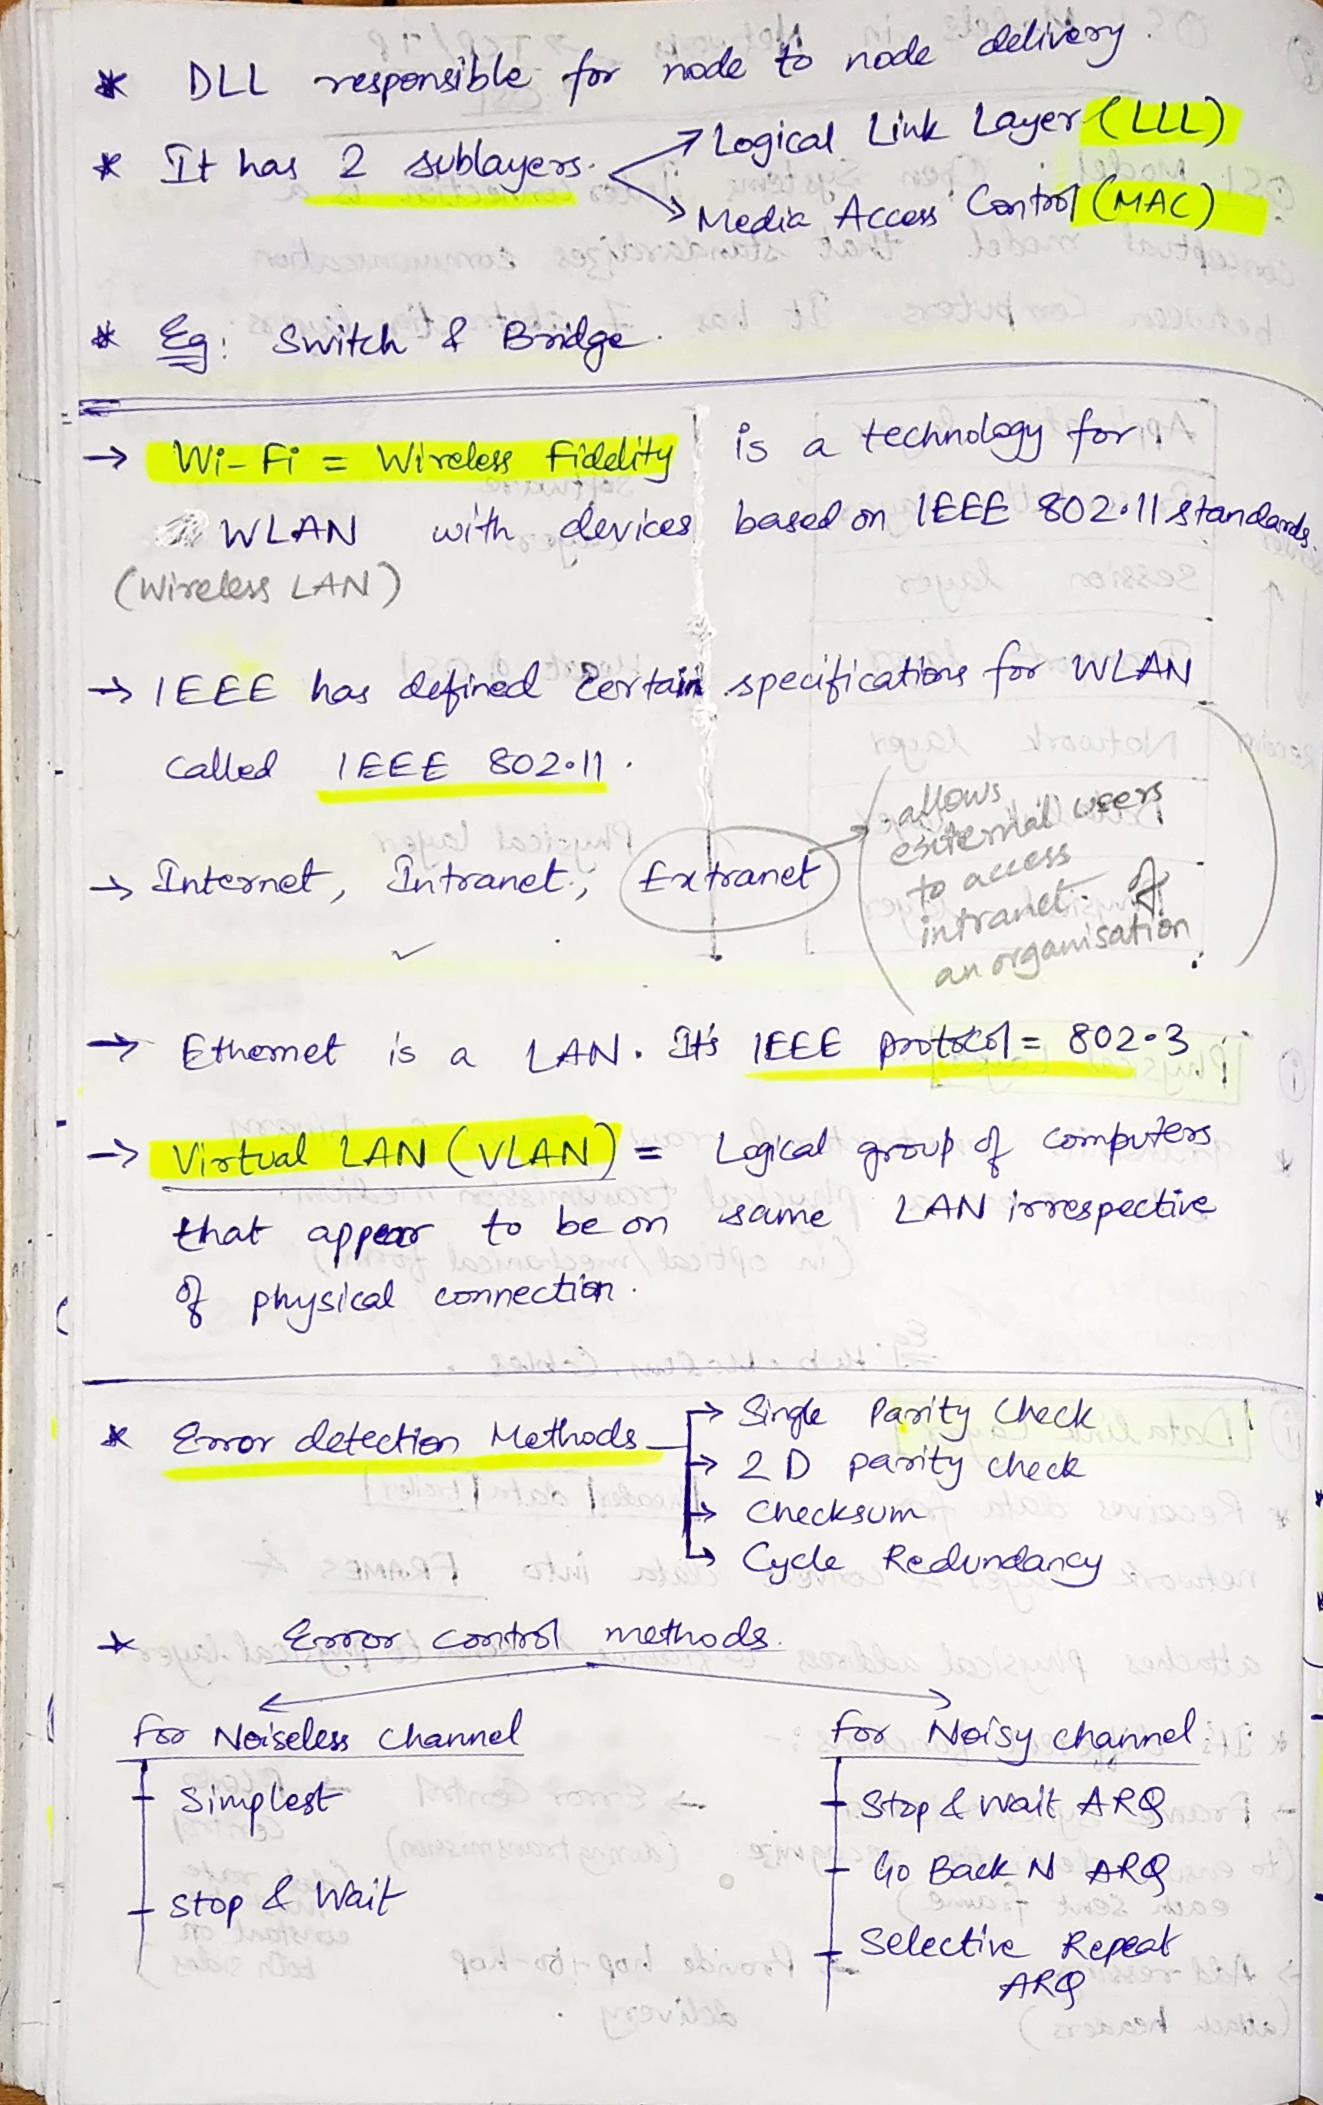 * DLL responsible for node to node delivery.
* It has 2 sublayers.
→ Logical Link Layer (LLL)
→ Media Access Control (MAC)
* Eg: Switch & Bridge.
→ Wi-Fi = Wireless Fidelity is a technology for
WLAN with devices based on IEEE 802.11 standards.
(Wireless LAN)
→ IEEE has defined certain specifications for WLAN
called IEEE 802.11.
→ Internet, Intranet, Extranet
allows
external users
to access
intranet of
an organisation
→ Ethernet is a LAN. It's IEEE protocol = 802.3
→ Virtual LAN (VLAN) = Logical group of computers
that appear to be on same LAN irrespective
of physical connection.
* Error detection Methods
→ Single Parity Check
→ 2D parity check
→ Checksum
→ Cycle Redundancy
* Error control methods.
For Noiseless Channel
Simplest
Stop & Wait
For Noisy channel
Stop & Wait ARQ
Go Back N ARQ
Selective Repeat
ARQ